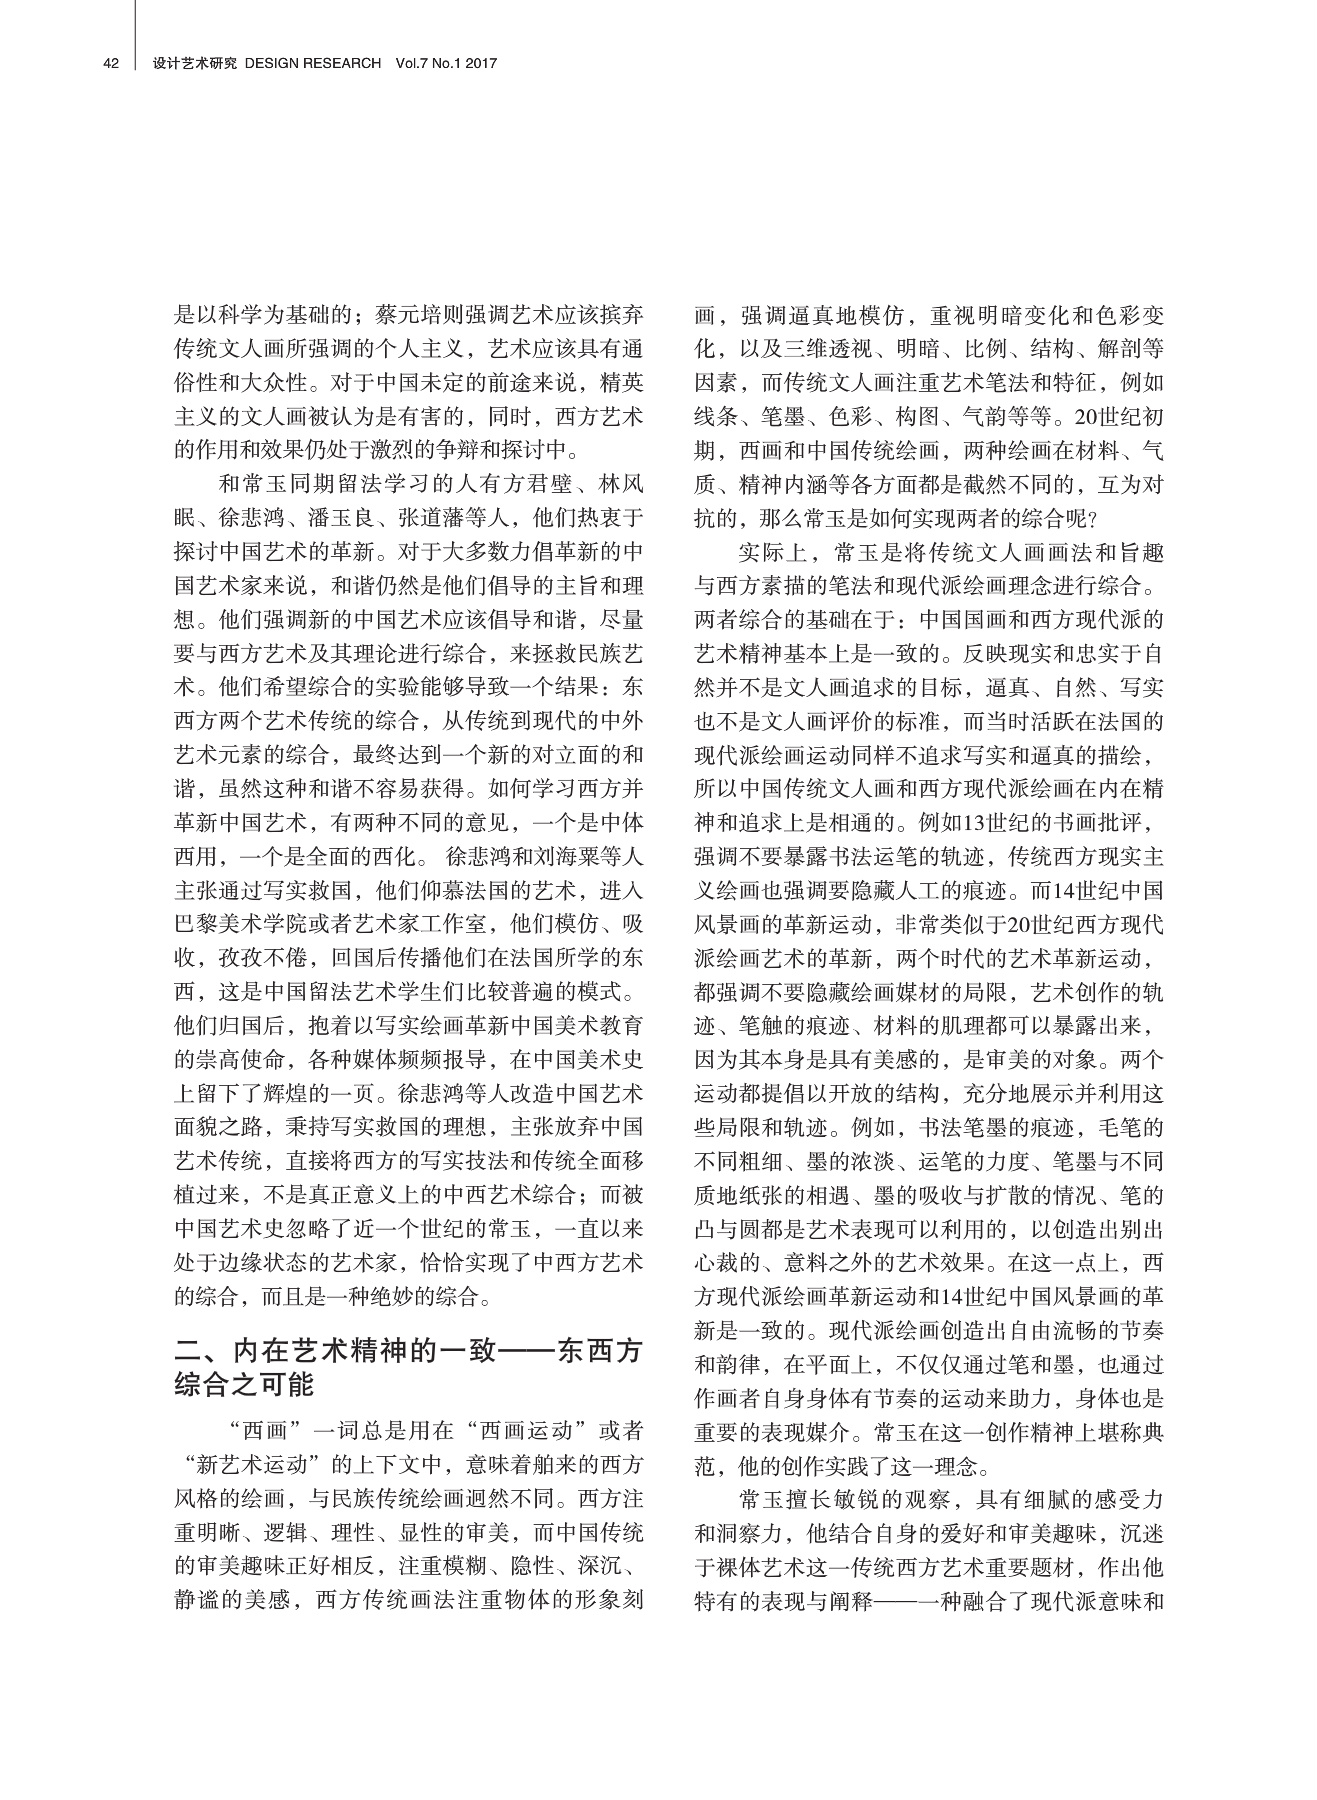 42 设计艺术研究 DESIGN RESEARCH Vol.7 No.1 2017
是以科学为基础的；蔡元培则强调艺术应该摈弃
传统文人画所强调的个人主义，艺术应该具有通
俗性和大众性。对于中国未定的前途来说，精英
主义的文人画被认为是有害的，同时，西方艺术
的作用和效果仍处于激烈的争辩和探讨中。
和常玉同期留法学习的人有方君璧、林风
眠、徐悲鸿、潘玉良、张道藩等人，他们热衷于
探讨中国艺术的革新。对于大多数力倡革新的中
国艺术家来说，和谐仍然是他们倡导的主旨和理
想。他们强调新的中国艺术应该倡导和谐，尽量
要与西方艺术及其理论进行综合，来拯救民族艺
术。他们希望综合的实验能够导致一个结果：东
西方两个艺术传统的综合，从传统到现代的中外
艺术元素的综合，最终达到一个新的对立面的和
谐，虽然这种和谐不容易获得。如何学习西方并
革新中国艺术，有两种不同的意见，一个是中体
西用，一个是全面的西化。 徐悲鸿和刘海粟等人
主张通过写实救国，他们仰慕法国的艺术，进入
巴黎美术学院或者艺术家工作室，他们模仿、吸
收，孜孜不倦，回国后传播他们在法国所学的东
西，这是中国留法艺术学生们比较普遍的模式。
他们归国后，抱着以写实绘画革新中国美术教育
的崇高使命，各种媒体频频报导，在中国美术史
上留下了辉煌的一页。徐悲鸿等人改造中国艺术
面貌之路，秉持写实救国的理想，主张放弃中国
艺术传统，直接将西方的写实技法和传统全面移
植过来，不是真正意义上的中西艺术综合；而被
中国艺术史忽略了近一个世纪的常玉，一直以来
处于边缘状态的艺术家，恰恰实现了中西方艺术
的综合，而且是一种绝妙的综合。
二、内在艺术精神的一致——东西方
综合之可能
“西画”一词总是用在“西画运动”或者
“新艺术运动”的上下文中，意味着舶来的西方
风格的绘画，与民族传统绘画迥然不同。西方注
重明晰、逻辑、理性、显性的审美，而中国传统
的审美趣味正好相反，注重模糊、隐性、深沉、
静谧的美感，西方传统画法注重物体的形象刻
画，强调逼真地模仿，重视明暗变化和色彩变
化，以及三维透视、明暗、比例、结构、解剖等
因素，而传统文人画注重艺术笔法和特征，例如
线条、笔墨、色彩、构图、气韵等等。20世纪初
期，西画和中国传统绘画，两种绘画在材料、气
质、精神内涵等各方面都是截然不同的，互为对
抗的，那么常玉是如何实现两者的综合呢？
实际上，常玉是将传统文人画画法和旨趣
与西方素描的笔法和现代派绘画理念进行综合。
两者综合的基础在于：中国国画和西方现代派的
艺术精神基本上是一致的。反映现实和忠实于自
然并不是文人画追求的目标，逼真、自然、写实
也不是文人画评价的标准，而当时活跃在法国的
现代派绘画运动同样不追求写实和逼真的描绘，
所以中国传统文人画和西方现代派绘画在内在精
神和追求上是相通的。例如13世纪的书画批评，
强调不要暴露书法运笔的轨迹，传统西方现实主
义绘画也强调要隐藏人工的痕迹。而14世纪中国
风景画的革新运动，非常类似于20世纪西方现代
派绘画艺术的革新，两个时代的艺术革新运动，
都强调不要隐藏绘画媒材的局限，艺术创作的轨
迹、笔触的痕迹、材料的肌理都可以暴露出来，
因为其本身是具有美感的，是审美的对象。两个
运动都提倡以开放的结构，充分地展示并利用这
些局限和轨迹。例如，书法笔墨的痕迹，毛笔的
不同粗细、墨的浓淡、运笔的力度、笔墨与不同
质地纸张的相遇、墨的吸收与扩散的情况、笔的
凸与圆都是艺术表现可以利用的，以创造出别出
心裁的、意料之外的艺术效果。在这一点上，西
方现代派绘画革新运动和14世纪中国风景画的革
新是一致的。现代派绘画创造出自由流畅的节奏
和韵律，在平面上，不仅仅通过笔和墨，也通过
作画者自身身体有节奏的运动来助力，身体也是
重要的表现媒介。常玉在这一创作精神上堪称典
范，他的创作实践了这一理念。
常玉擅长敏锐的观察，具有细腻的感受力
和洞察力，他结合自身的爱好和审美趣味，沉迷
于裸体艺术这一传统西方艺术重要题材，作出他
特有的表现与阐释——一种融合了现代派意味和